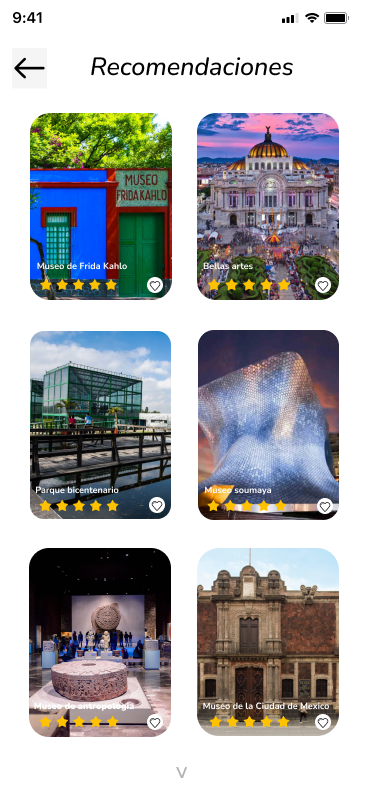 9:41
Recomendaciones
MUSEO
FRIDA KAHLO
Museo de Frida Kahlo
Bellas artes
Parque bicentenario
Museo soumaya
Museo de antropología
Museo de la Ciudad de Mexico
V